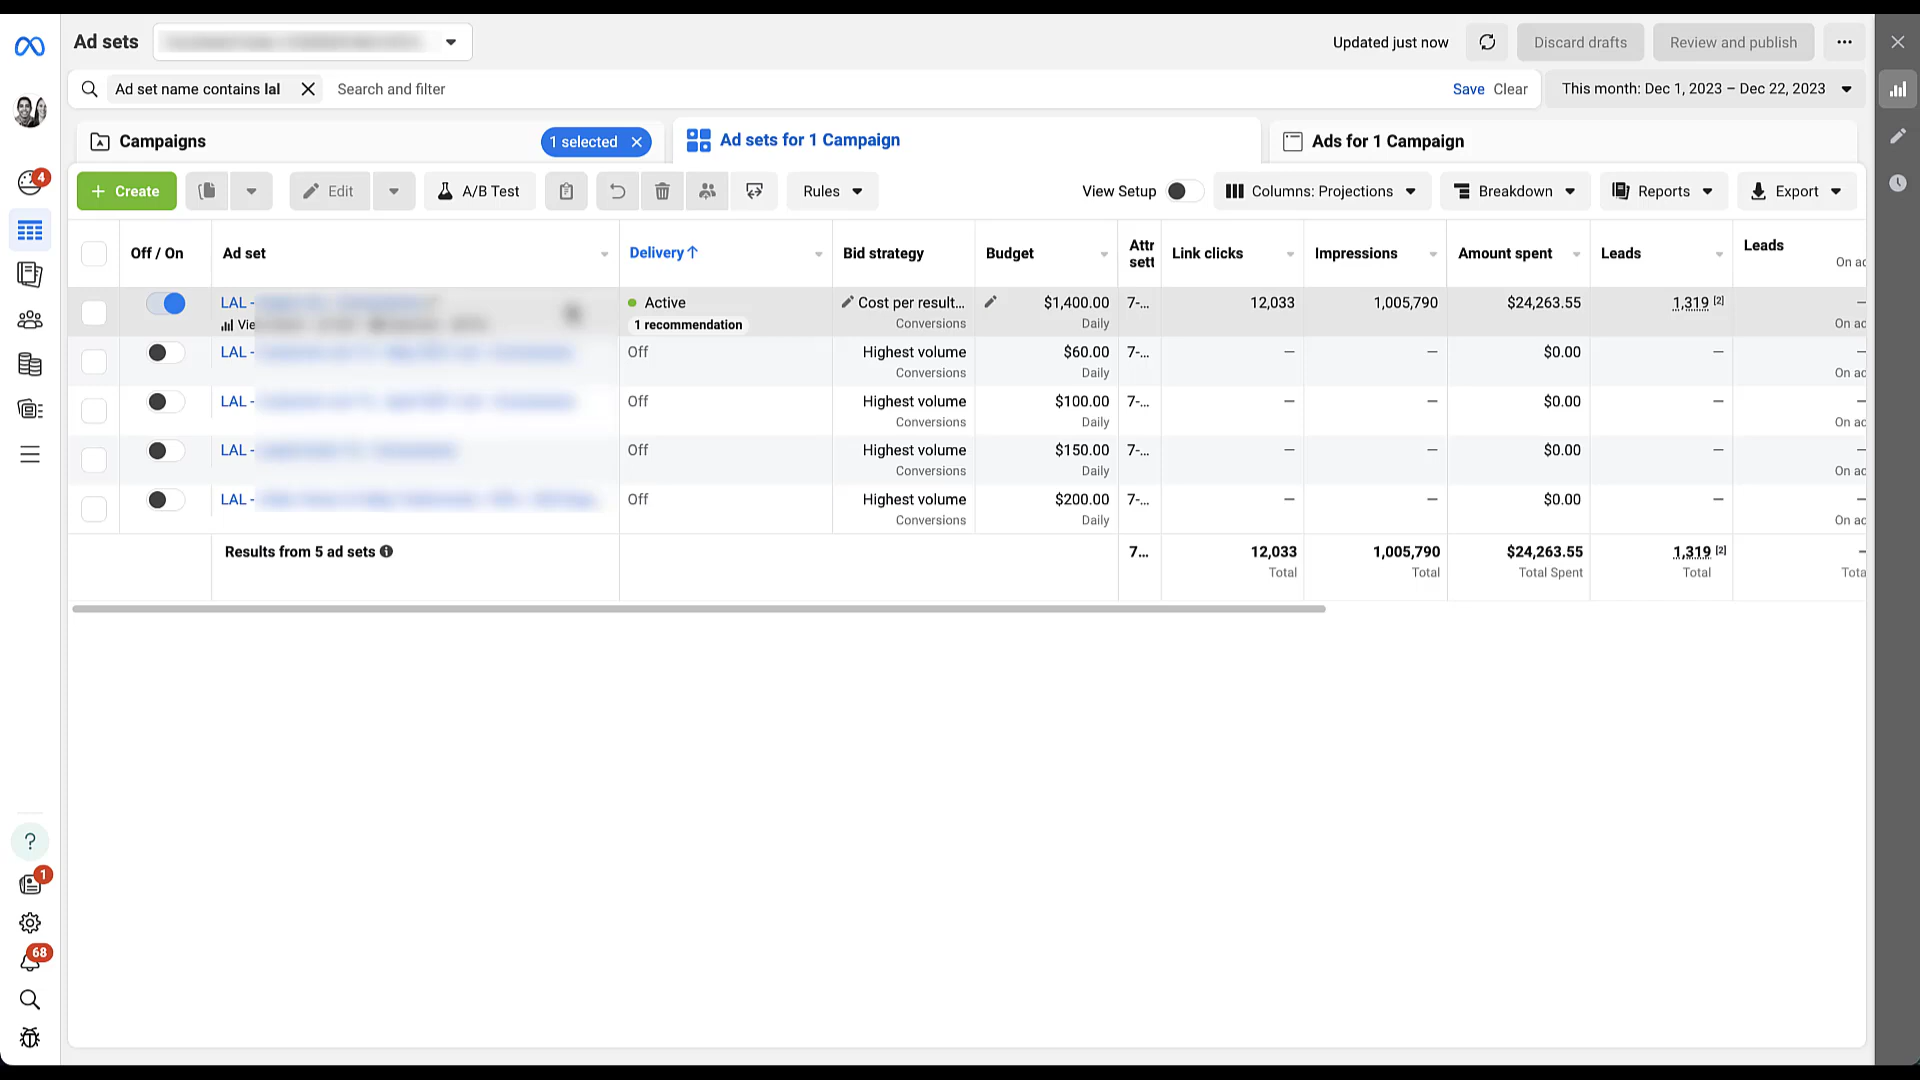 Ad sets
Updated just now
Discard drafts
Review and publish
Ad set name contains lal
Search and filter
Save
Clear
This month: Dec 1, 2023 – Dec 22, 2023
Campaigns
1 selected
Ad sets for 1 Campaign
Ads for 1 Campaign
4
Create
Edit
A/B Test
Rules
View Setup
Columns: Projections
Breakdown
Reports
Export
Off / On
Ad set
Delivery↑
Bid strategy
Budget
Attr
sett
Link clicks
Impressions
Amount spent
Leads
Leads
On ad
LAL -
Active
Cost per result...
$1,400.00
7-...
12,033
1,005,790
$24,263.55
1,319 [2]
—
Vie
1 recommendation
Conversions
Daily
On ad
LAL -
Off
Highest volume
$60.00
7-...
—
—
$0.00
—
—
Conversions
Daily
On ad
LAL -
Off
Highest volume
$100.00
7-...
—
—
$0.00
—
—
Conversions
Daily
On ad
LAL -
Off
Highest volume
$150.00
7-...
—
—
$0.00
—
—
Conversions
Daily
On ad
LAL -
Off
Highest volume
$200.00
7-...
—
—
$0.00
—
—
Conversions
Daily
On ad
Results from 5 ad sets
7...
12,033
1,005,790
$24,263.55
1,319 [2]
—
Total
Total
Total Spent
Total
Tota
?
1
68